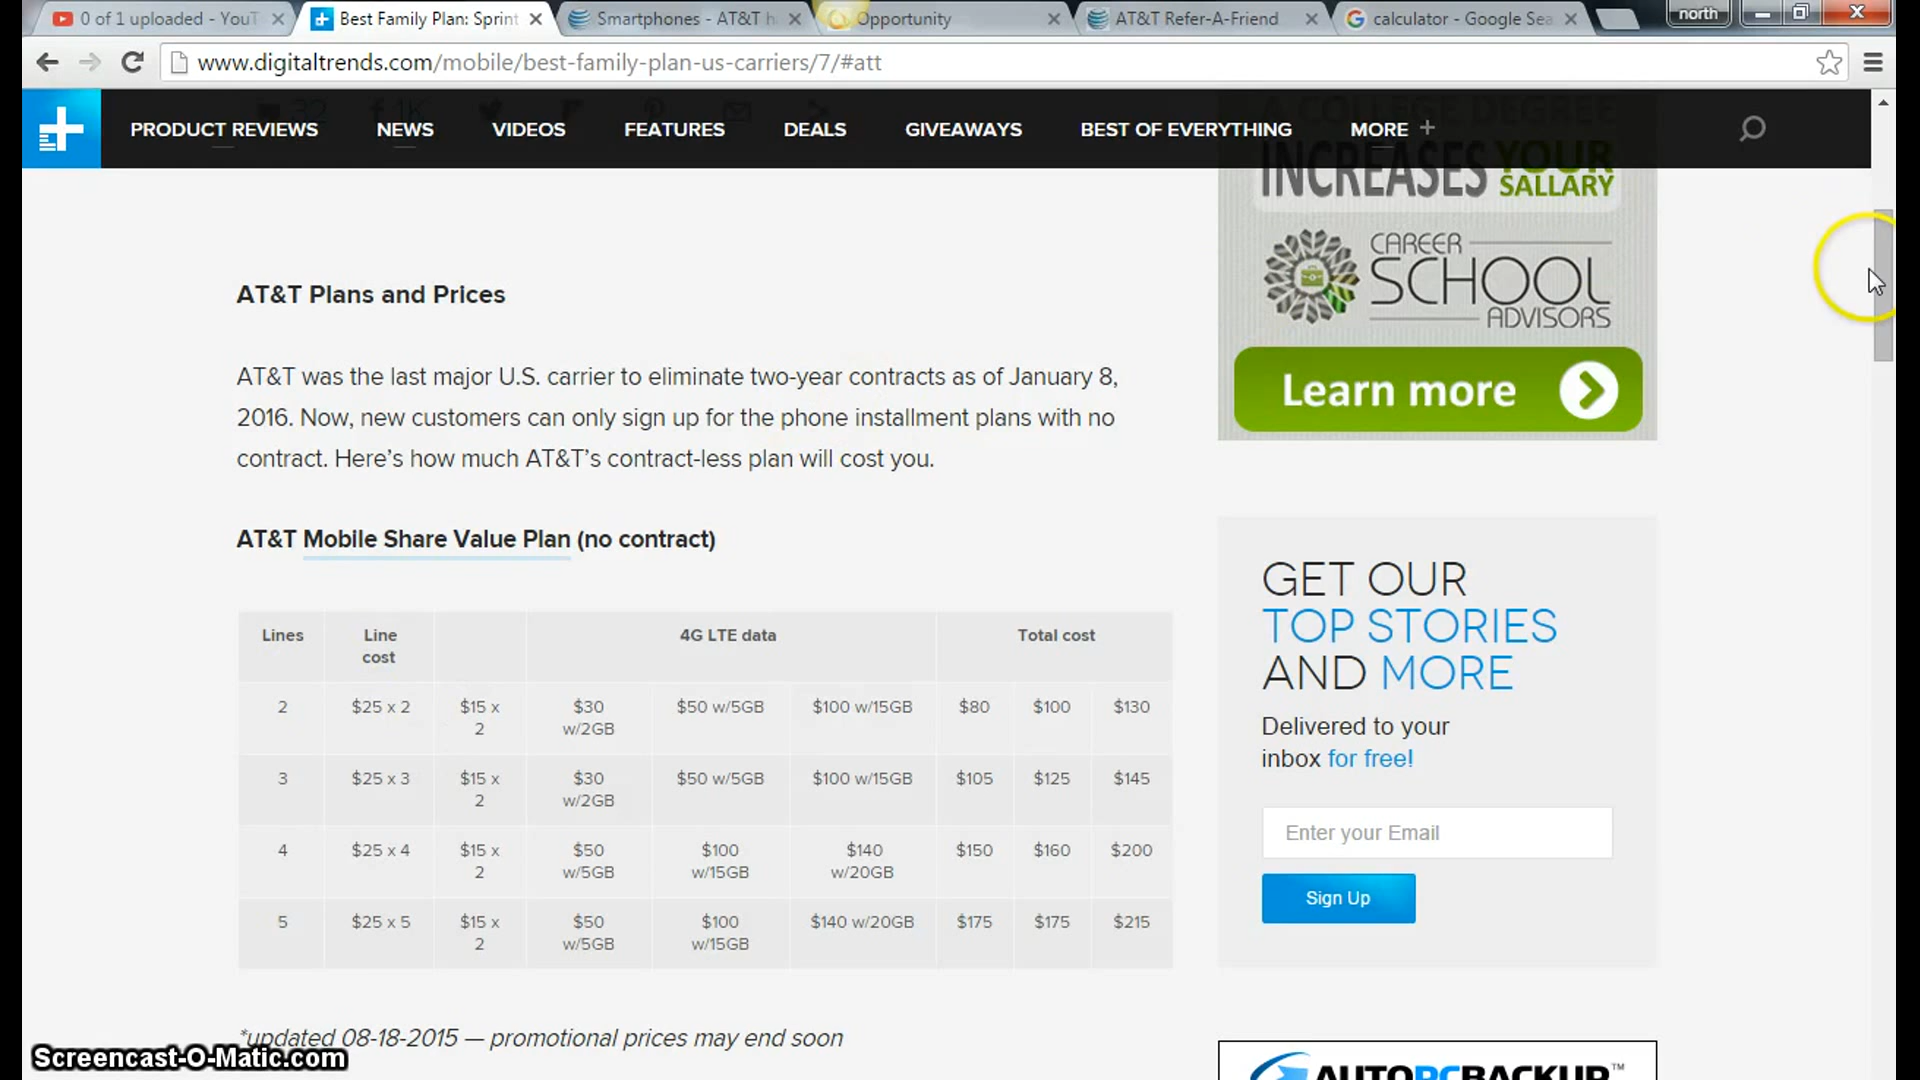 0 of 1 uploaded - YouT
Best Family Plan: Sprint
Smartphones - AT&T h
Opportunity
AT&T Refer-A-Friend
calculator - Google Sea
north
www.digitaltrends.com/mobile/best-family-plan-us-carriers/7/#att
32
1K
A COLLEGE DEGREE
PRODUCT REVIEWS
NEWS
VIDEOS
FEATURES
DEALS
GIVEAWAYS
BEST OF EVERYTHING
MORE +
INCREASES YOUR
SALLARY
CAREER
SCHOOL
ADVISORS
Learn more
AT&T Plans and Prices
AT&T was the last major U.S. carrier to eliminate two-year contracts as of January 8,
2016. Now, new customers can only sign up for the phone installment plans with no
contract. Here's how much AT&T's contract-less plan will cost you.
AT&T Mobile Share Value Plan (no contract)
Lines Line cost 4G LTE data Total cost
2 $25 x 2 $15 x 2 $30 w/2GB $50 w/5GB $100 w/15GB $80 $100 $130
3 $25 x 3 $15 x 2 $30 w/2GB $50 w/5GB $100 w/15GB $105 $125 $145
4 $25 x 4 $15 x 2 $50 w/5GB $100 w/15GB $140 w/20GB $150 $160 $200
5 $25 x 5 $15 x 2 $50 w/5GB $100 w/15GB $140 w/20GB $175 $175 $215
*updated 08-18-2015 — promotional prices may end soon
GET OUR
TOP STORIES
AND MORE
Delivered to your
inbox for free!
Enter your Email
Sign Up
AUTOPCBACKUP™
Screencast-O-Matic.com